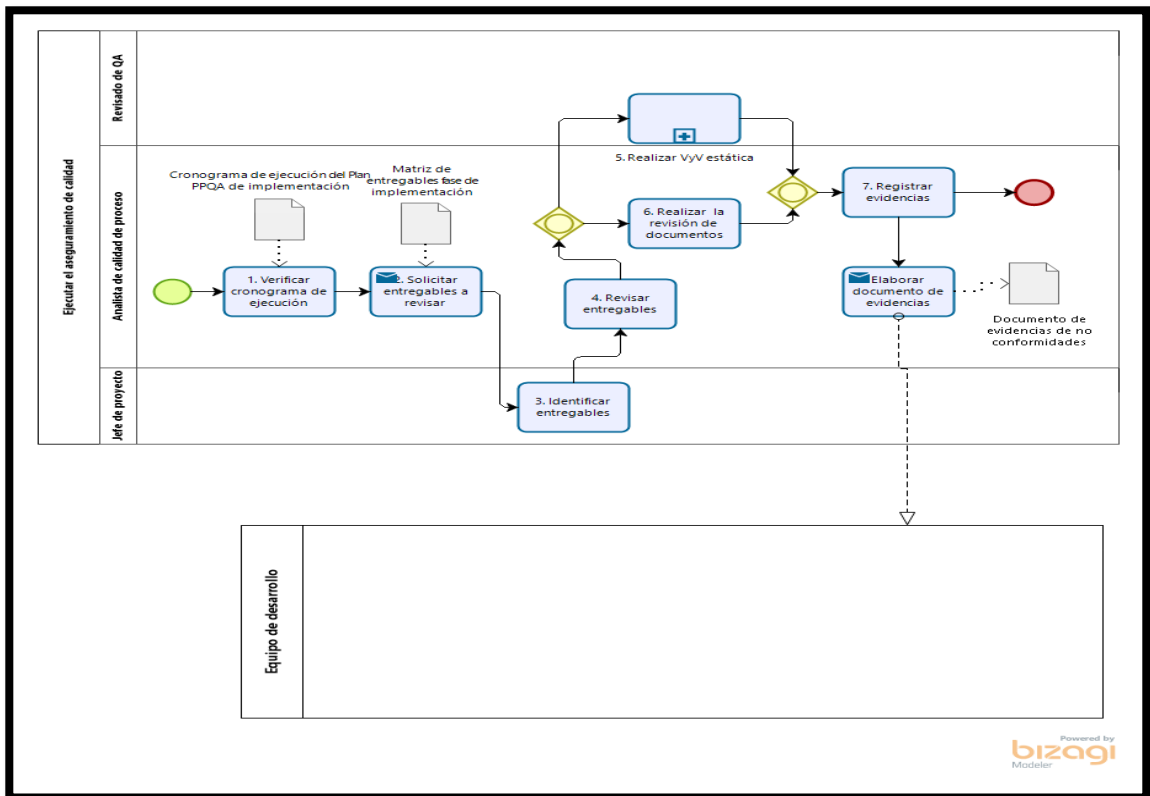 Ejecutar el aseguramiento de calidad
Revisado de QA
Analista de calidad de proceso
Jefe de proyecto
Cronograma de ejecución del Plan
PPQA de implementación
Matriz de
entregables fase de
implementación
1. Verificar
cronograma de
ejecución
2. Solicitar
entregables a
revisar
3. Identificar
entregables
4. Revisar
entregables
5. Realizar VyV estática
6. Realizar la
revisión de
documentos
7. Registrar
evidencias
Elaborar
documento de
evidencias
Documento de
evidencias de no
conformidades
Equipo de desarrollo
Powered by
bizagi
Modeler